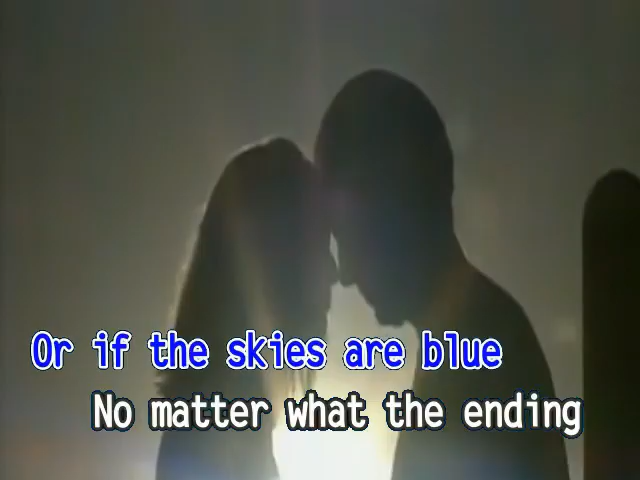 Or if the skies are blue
No matter what the ending